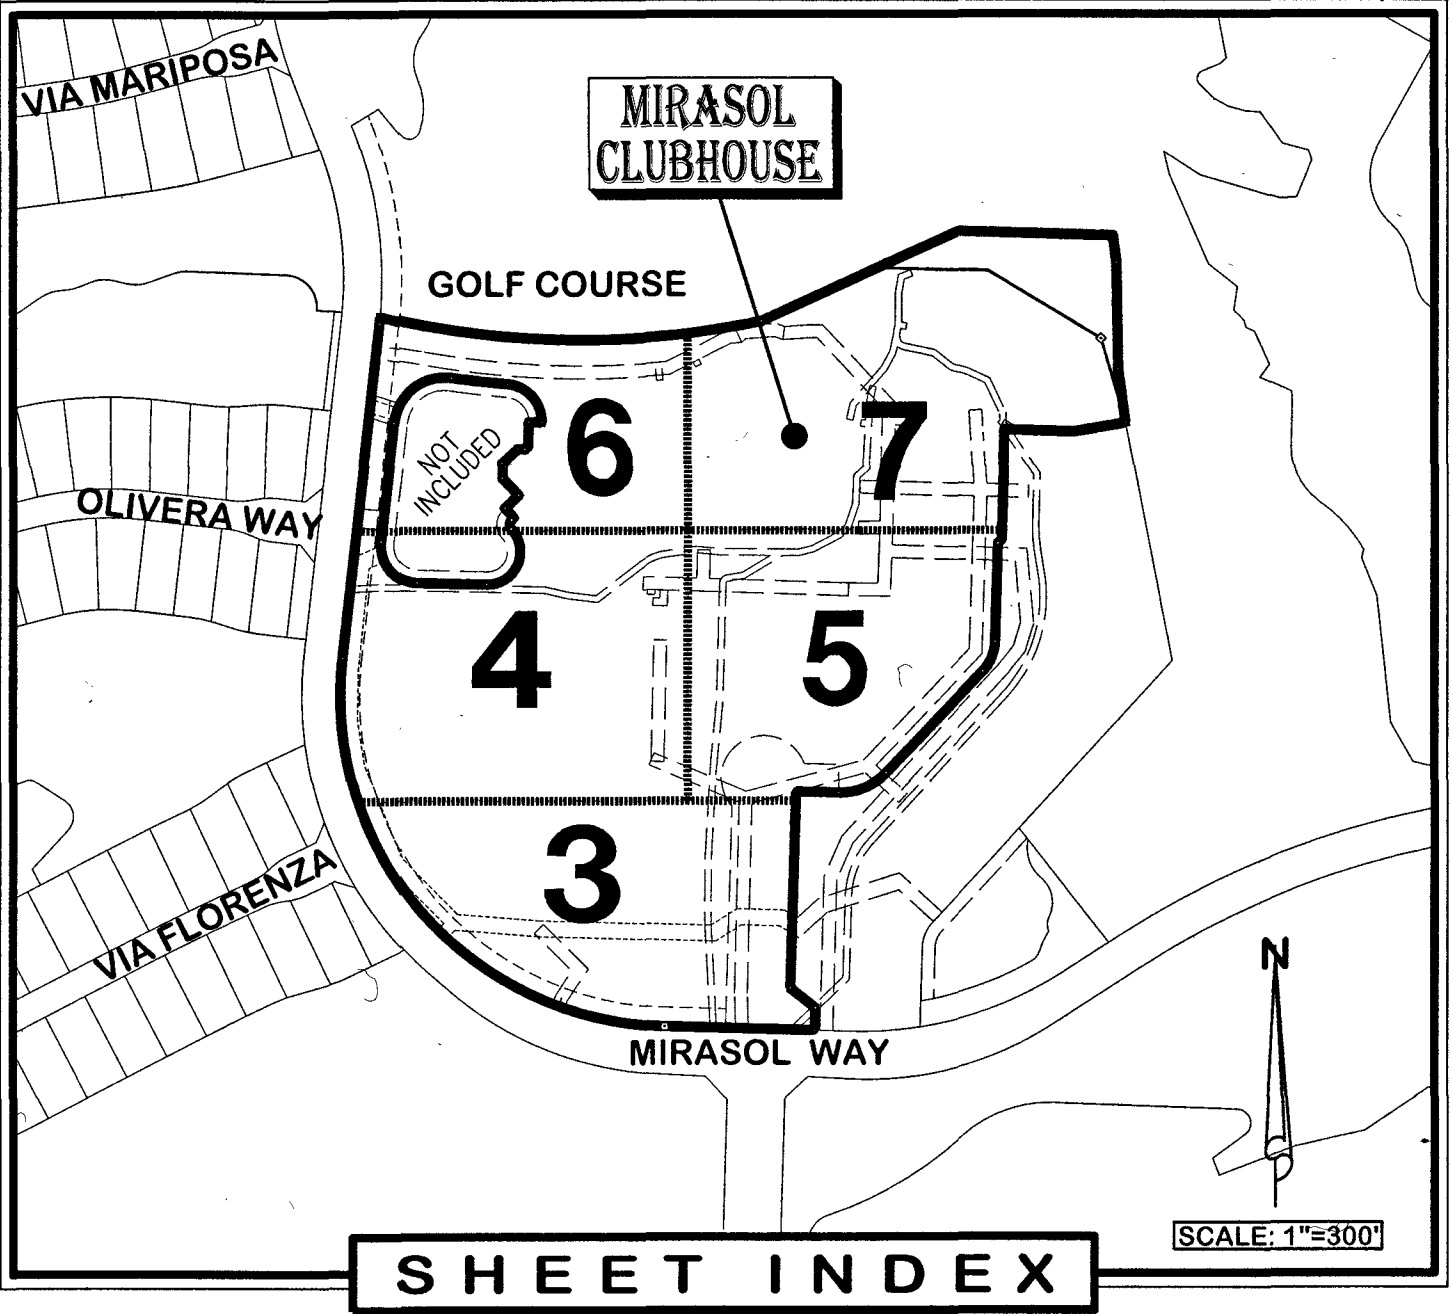 VIA MARIPOSA
MIRASOL
CLUBHOUSE
GOLF COURSE
NOT
INCLUDED
6
7
OLIVERA WAY
4
5
3
VIA FLORENZA
N
MIRASOL WAY
SCALE: 1"=300'
SHEET INDEX